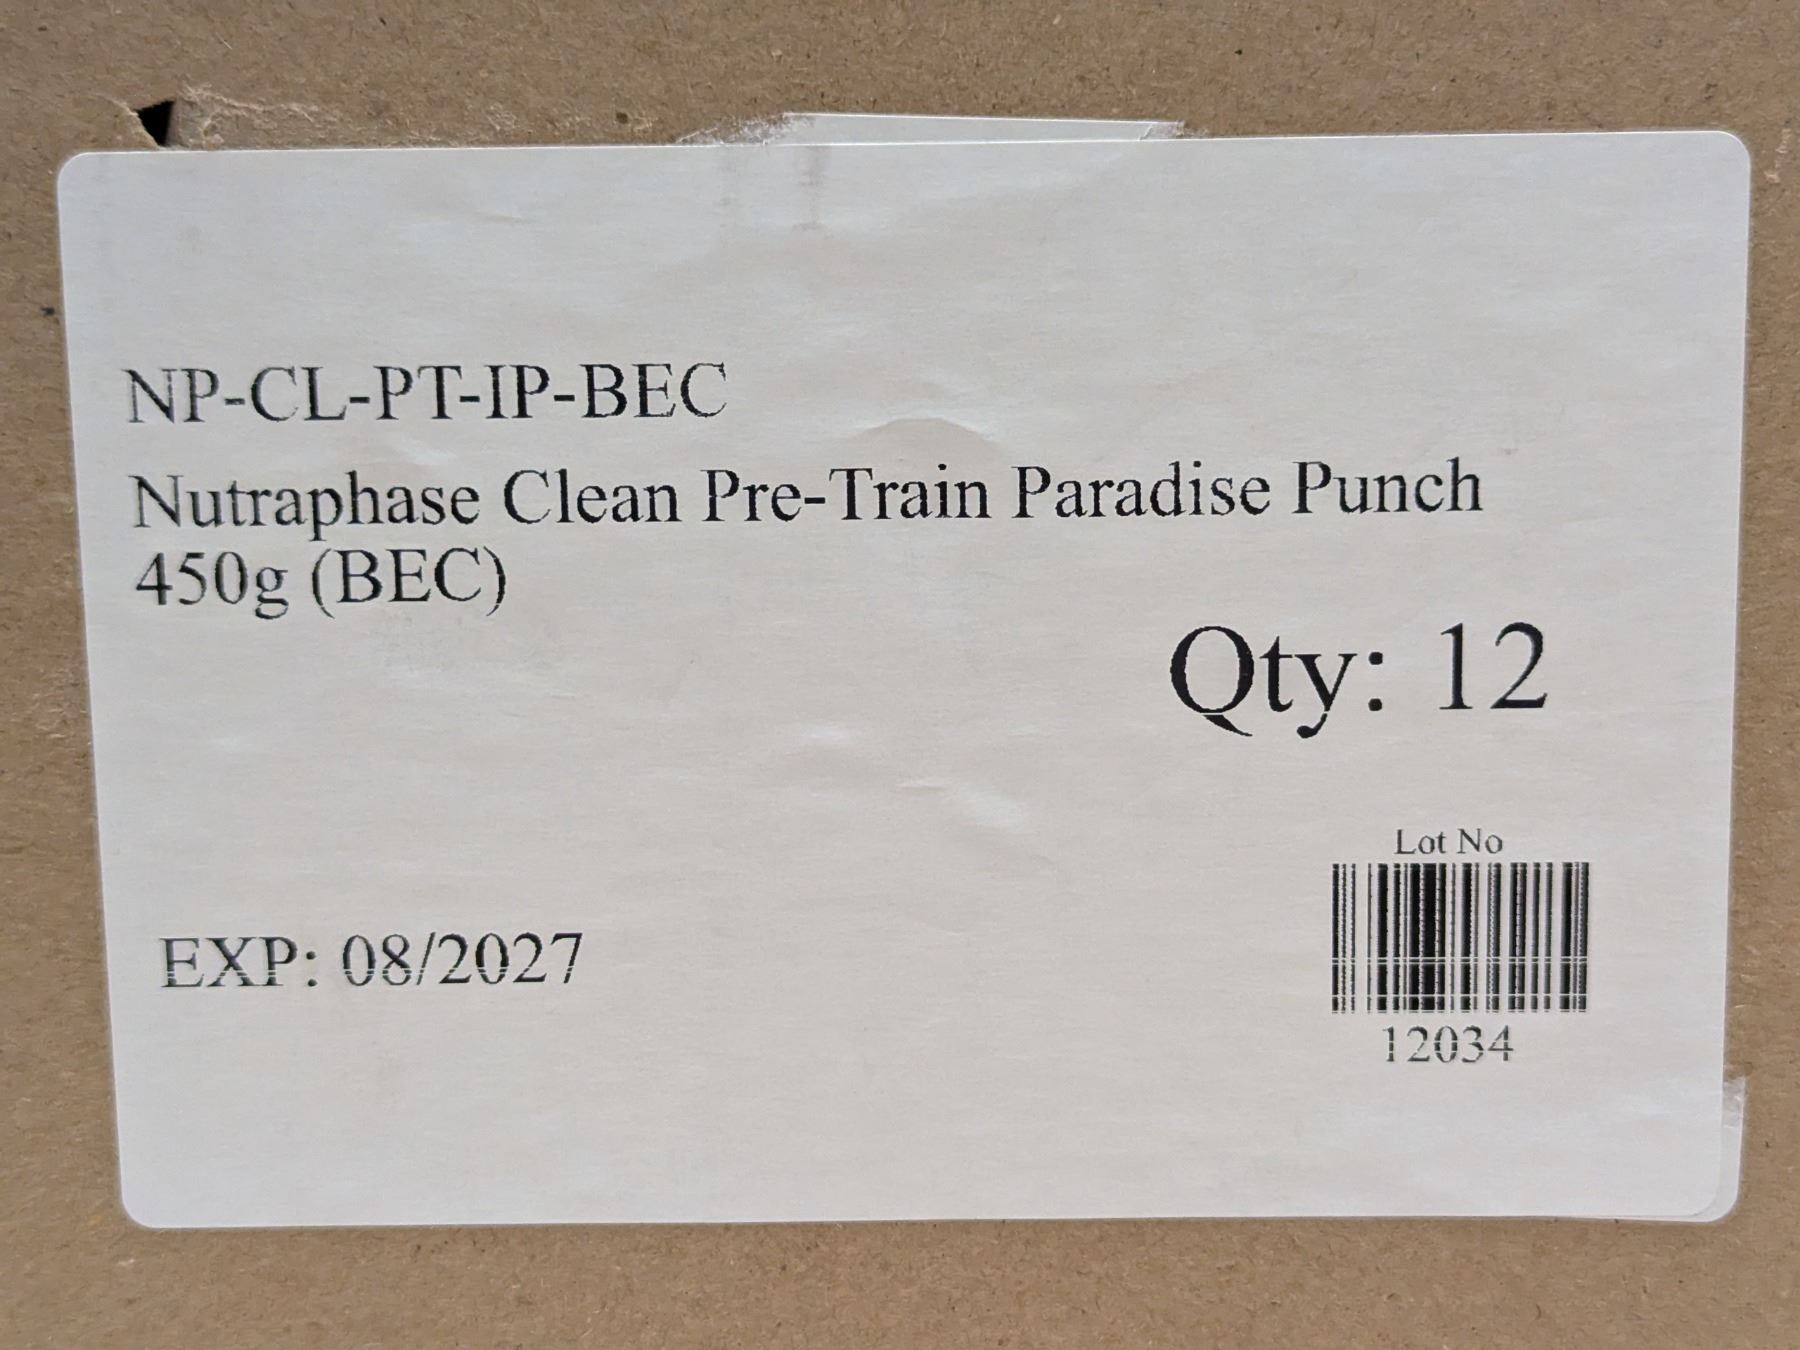 NP-CL-PT-IP-BEC
Nutraphase Clean Pre-Train Paradise Punch
450g (BEC)
Qty: 12
Lot No
12034
EXP: 08/2027